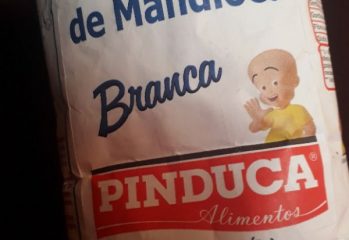 de Mandioca
Branca
PINDUCA®
Alimentos